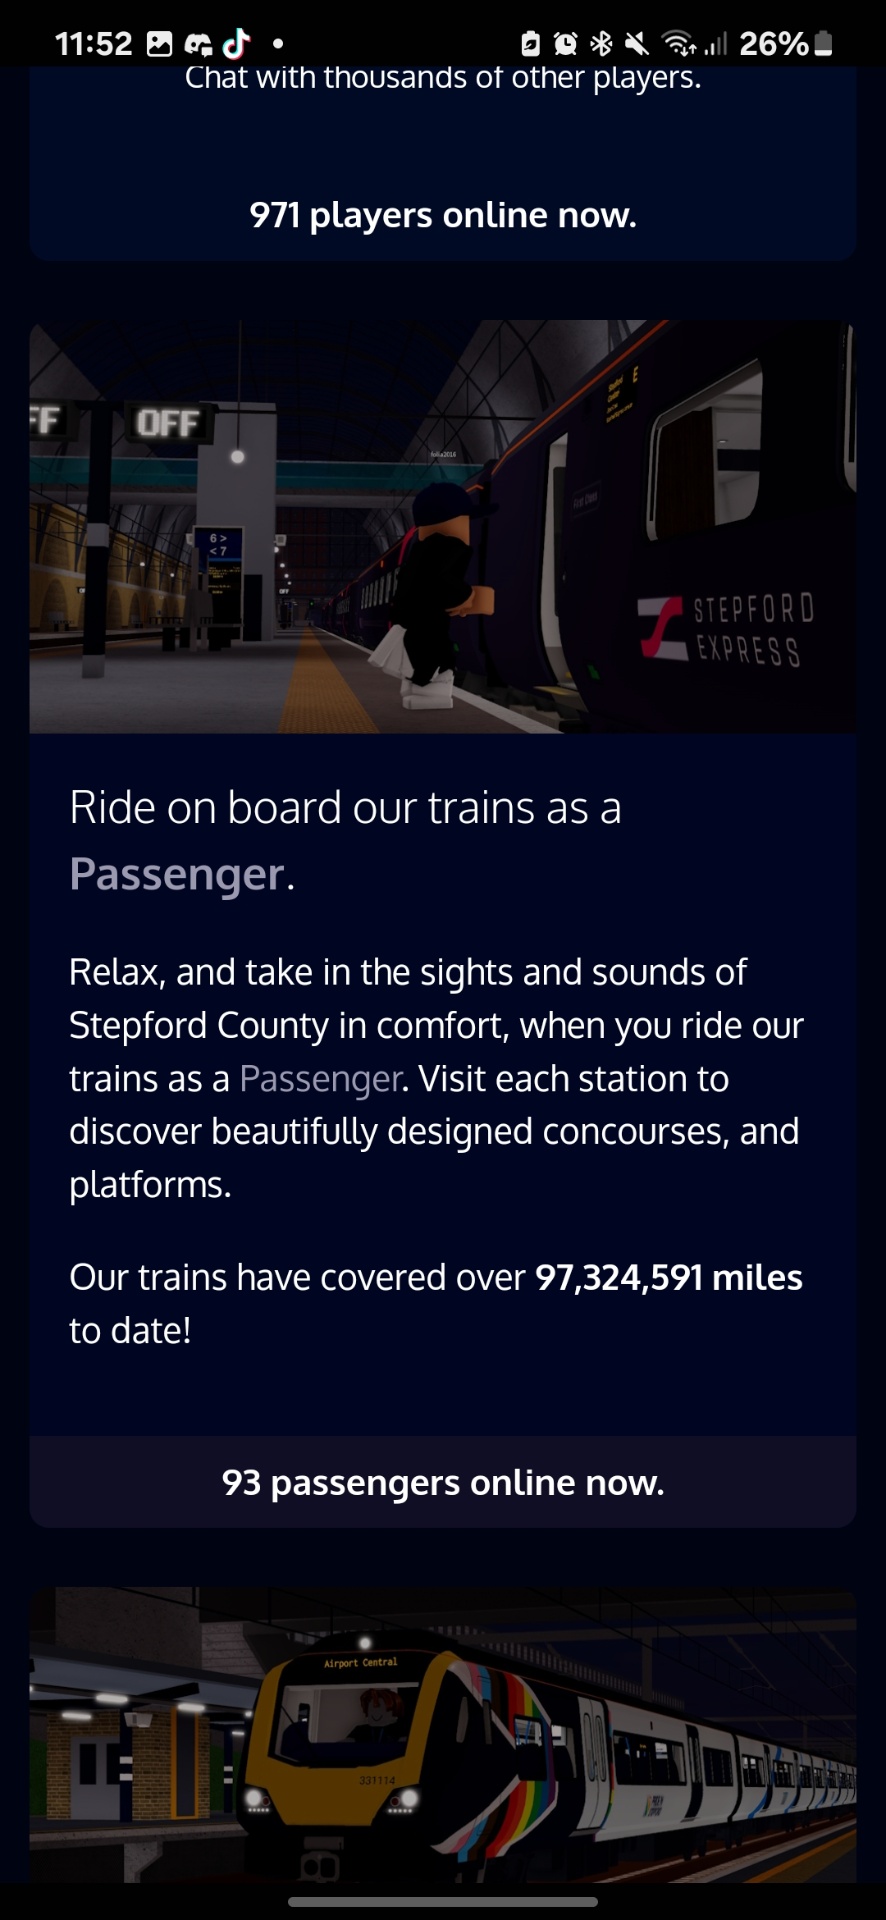 11:52
26%
Chat with thousands of other players.
971 players online now.
FF
OFF
6 >
< 7
OFF
E
STEPFORD
EXPRESS
Ride on board our trains as a
Passenger.
Relax, and take in the sights and sounds of
Stepford County in comfort, when you ride our
trains as a Passenger. Visit each station to
discover beautifully designed concourses, and
platforms.
Our trains have covered over 97,324,591 miles
to date!
93 passengers online now.
Airport Central
331114